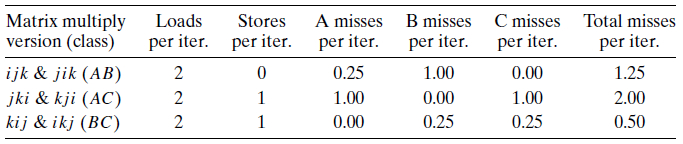 Matrix multiply Loads Stores A misses B misses C misses Total misses
version (class) per iter. per iter. per iter. per iter. per iter. per iter.
ijk & jik (AB) 2 0 0.25 1.00 0.00 1.25
jki & kji (AC) 2 1 1.00 0.00 1.00 2.00
kij & ikj (BC) 2 1 0.00 0.25 0.25 0.50